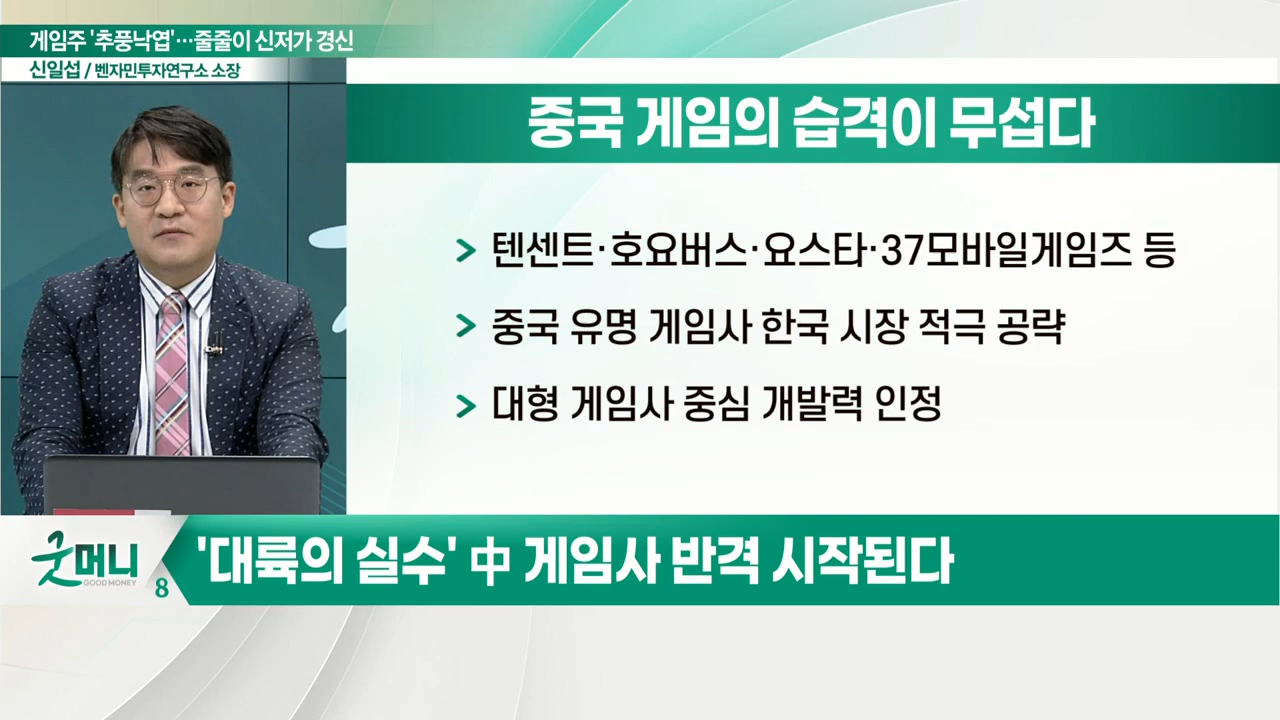 게임주 '추풍낙엽'…줄줄이 신저가 경신
신일섭 / 벤자민투자연구소 소장
중국 게임의 습격이 무섭다
텐센트·호요버스·요스타·37모바일게임즈 등
중국 유명 게임사 한국 시장 적극 공략
대형 게임사 중심 개발력 인정
굿머니
GOOD MONEY
8
'대륙의 실수' 中 게임사 반격 시작된다